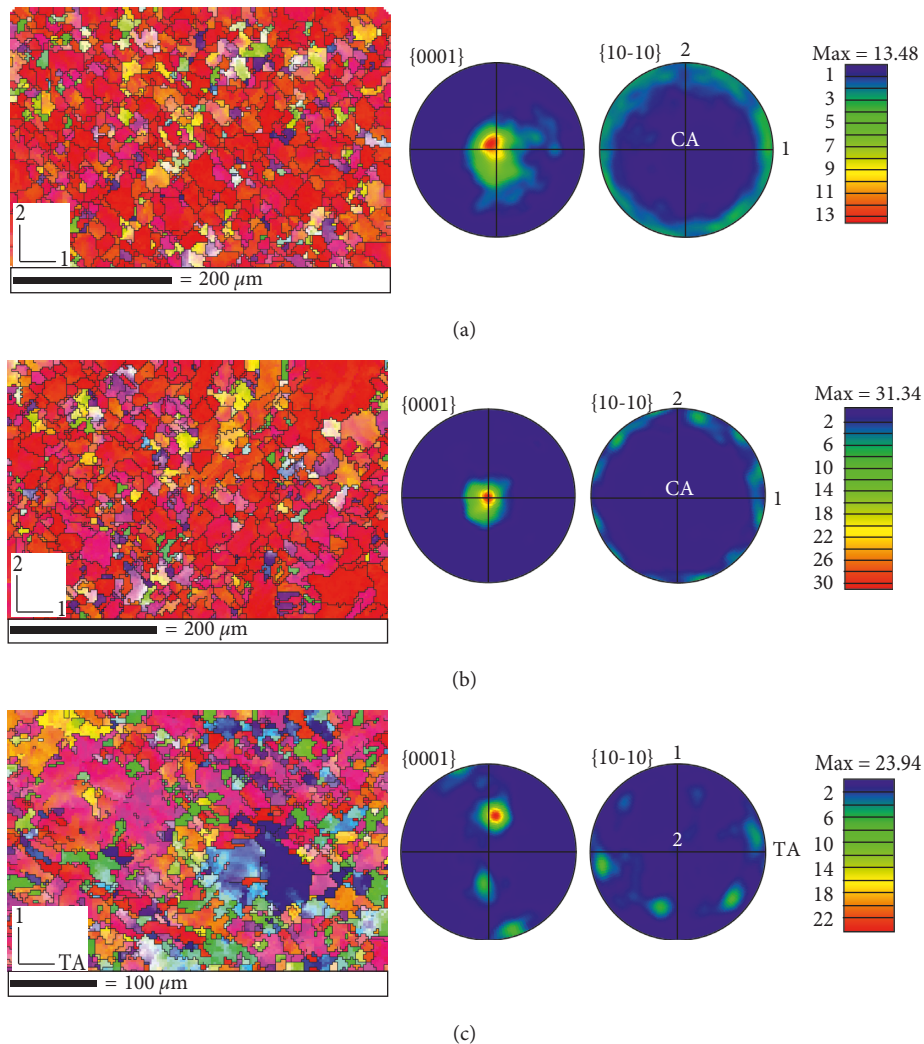 {0001}
{10-10}
2
Max = 13.48
1
3
5
7
9
11
13
CA
1
2
1
= 200 μm
(a)
{0001}
{10-10}
2
Max = 31.34
2
6
10
14
18
22
26
30
CA
1
2
1
= 200 μm
(b)
{0001}
{10-10}
1
Max = 23.94
2
6
10
14
18
22
2
TA
1
TA
= 100 μm
(c)